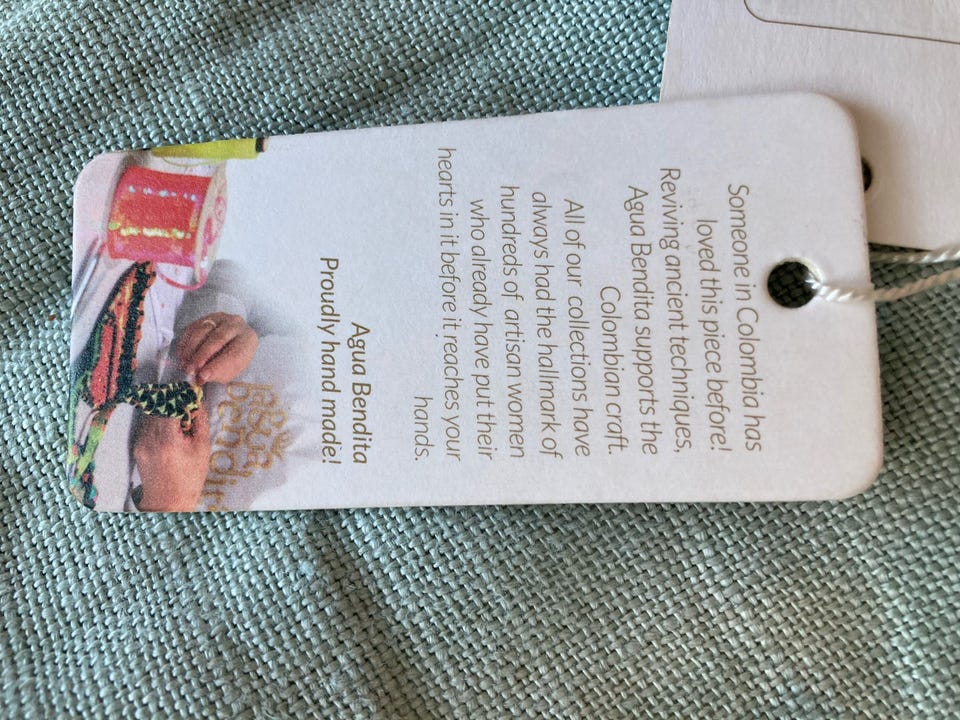 Someone in Colombia has
loved this piece before!
Reviving ancient techniques,
Agua Bendita supports the
Colombian craft.
All of our collections have
always had the hallmark of
hundreds of artisan women
who already have put their
hearts in it before it reaches your
hands.
Agua Bendita
Proudly hand made!
bendita